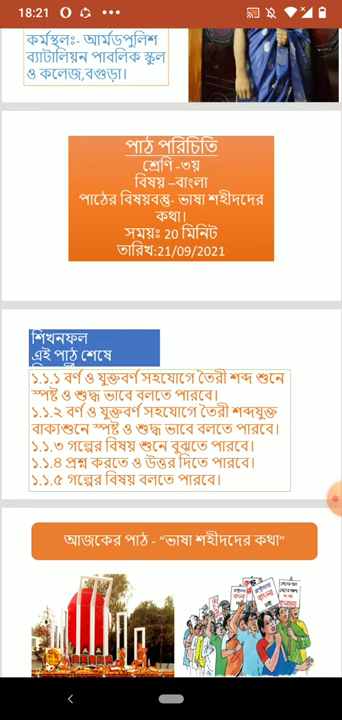 18:21
কর্মস্থলঃ- আর্মডপুলিশ
ব্যাটালিয়ন পাবলিক স্কুল
ও কলেজ,বগুড়া।
পাঠ পরিচিতি
শ্রেণি -৩য়
বিষয় –বাংলা
পাঠের বিষয়বস্তু- ভাষা শহীদদের
কথা।
সময়ঃ 20 মিনিট
তারিখ:21/09/2021
শিখনফল
এই পাঠ শেষে
১.১.১ বর্ণ ও যুক্তবর্ণ সহযোগে তৈরী শব্দ শুনে
স্পষ্ট ও শুদ্ধ ভাবে বলতে পারবে।
১.১.২ বর্ণ ও যুক্তবর্ণ সহযোগে তৈরী শব্দযুক্ত
বাক্যশুনে স্পষ্ট ও শুদ্ধ ভাবে বলতে পারবে।
১.১.৩ গল্পের বিষয় শুনে বুঝতে পারবে।
১.১.৪ প্রশ্ন করতে ও উত্তর দিতে পারবে।
১.১.৫ গল্পের বিষয় বলতে পারবে।
আজকের পাঠ - “ভাষা শহীদদের কথা”